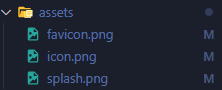 assets
favicon.png M
icon.png M
splash.png M